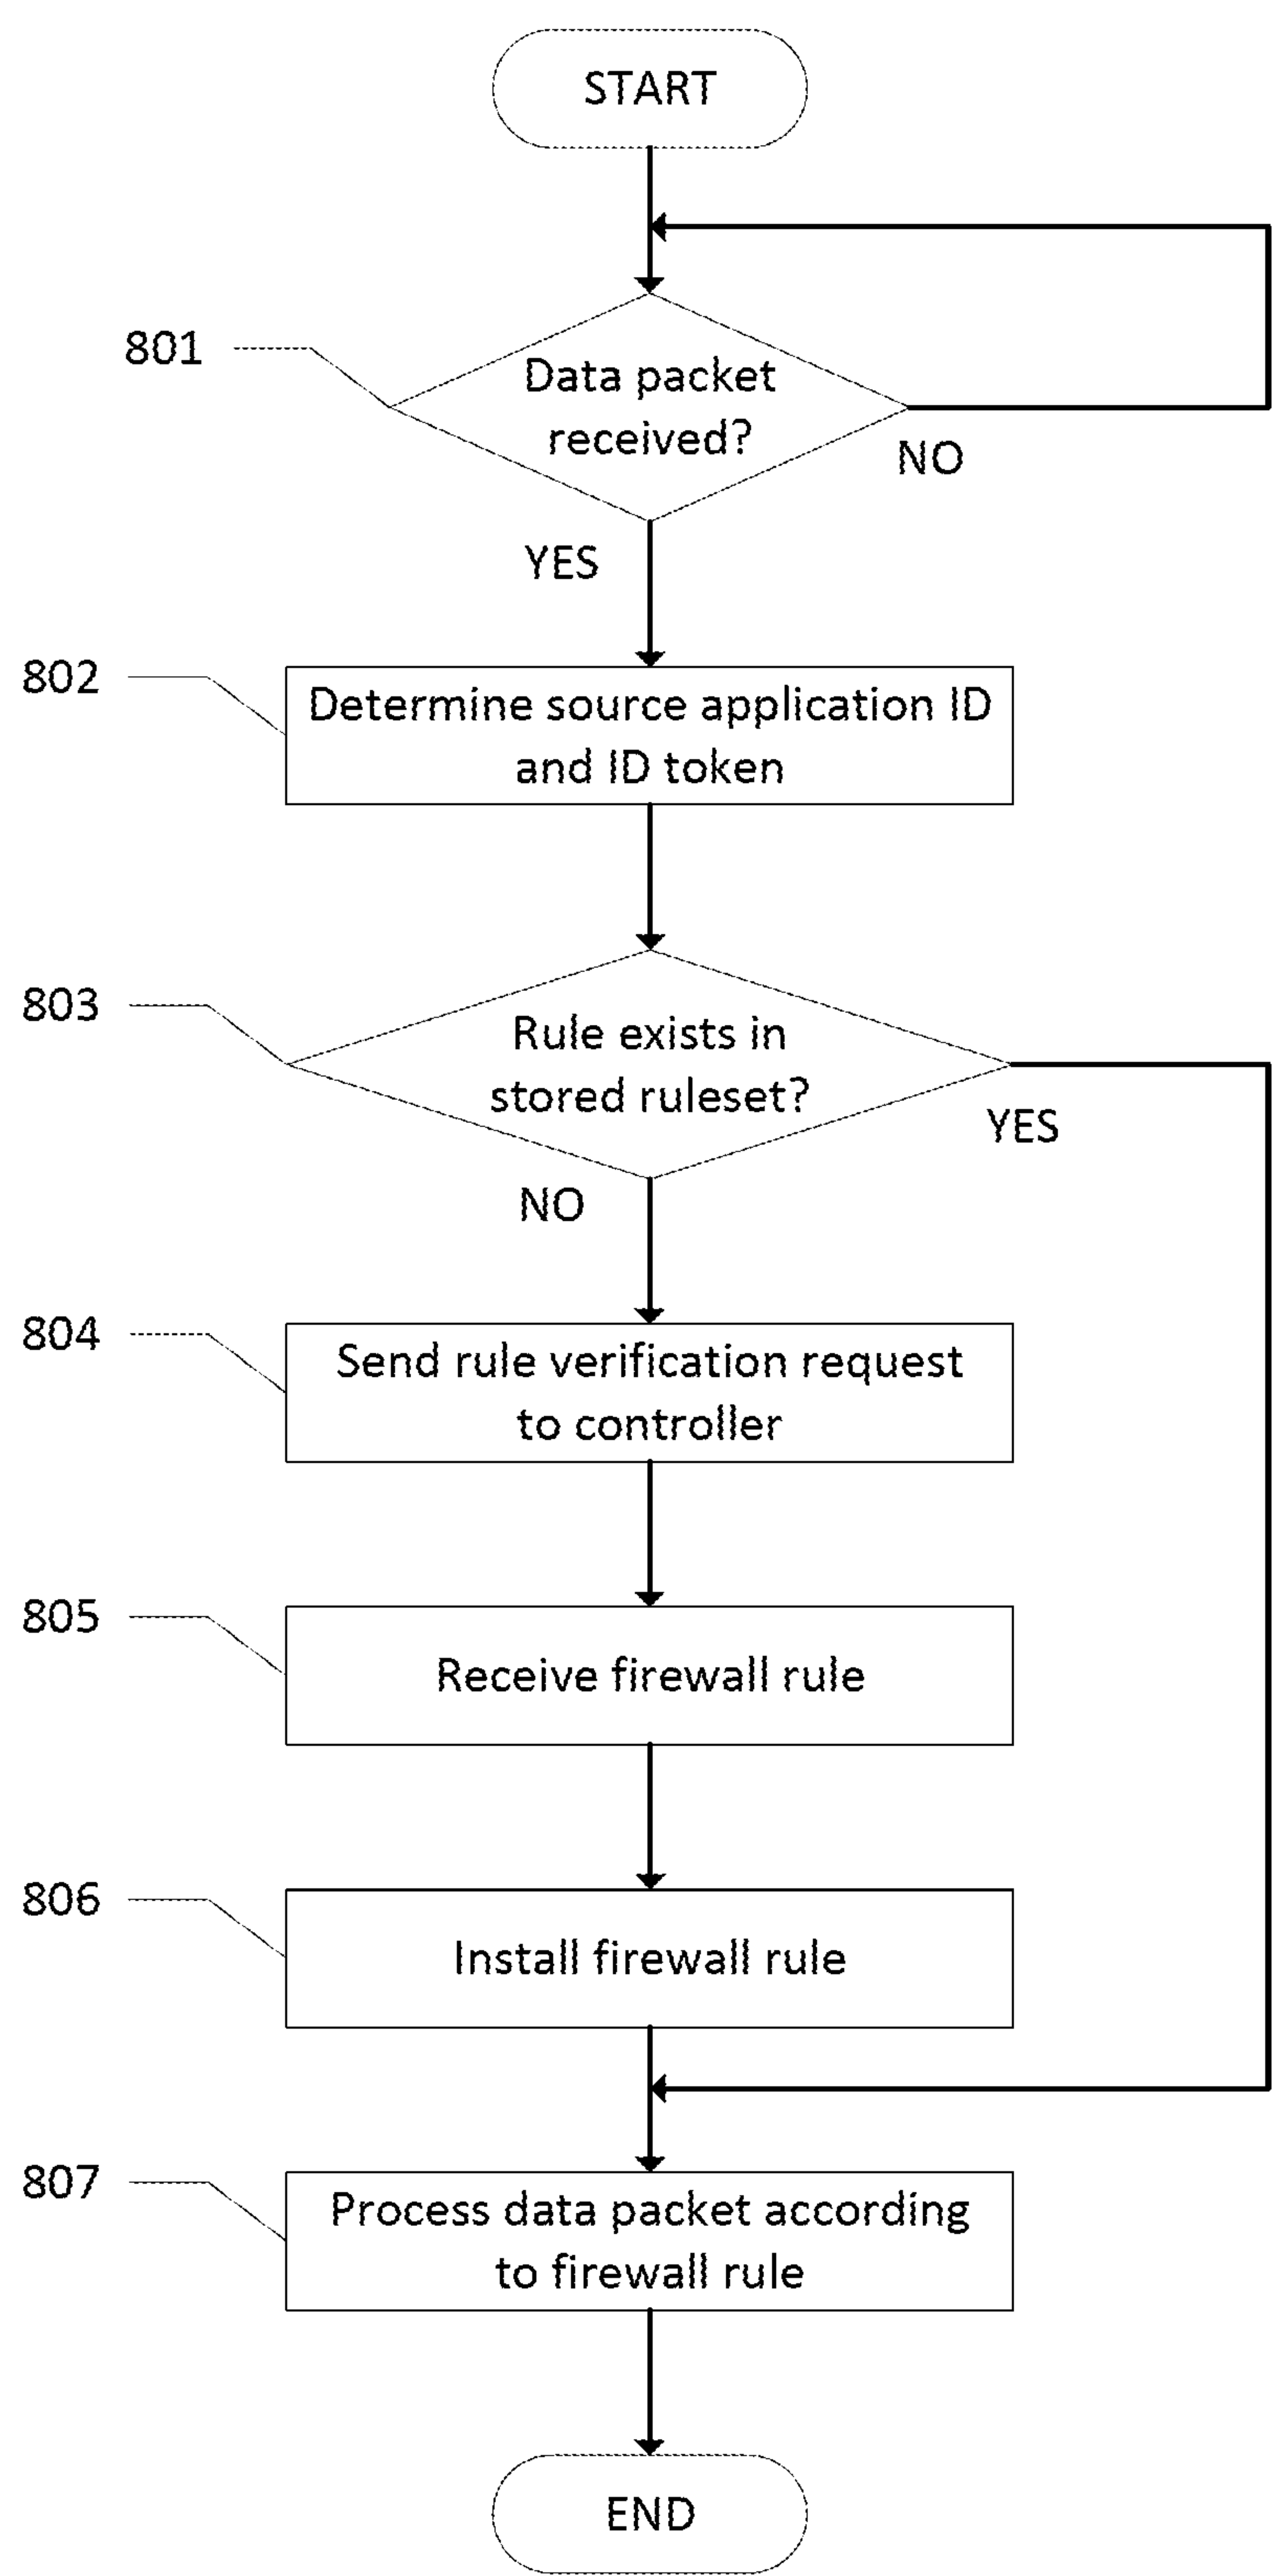 START
801
Data packet
received?
NO
YES
802
Determine source application ID
and ID token
803
Rule exists in
stored ruleset?
YES
NO
804
Send rule verification request
to controller
805
Receive firewall rule
806
Install firewall rule
807
Process data packet according
to firewall rule
END